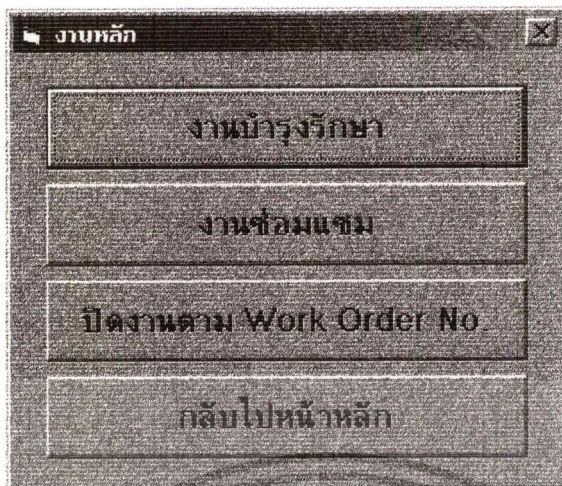 งานหลัก
งานบำรุงรักษา
งานซ่อมแซม
ปิดงานตาม Work Order No.
กลับไปหน้าหลัก